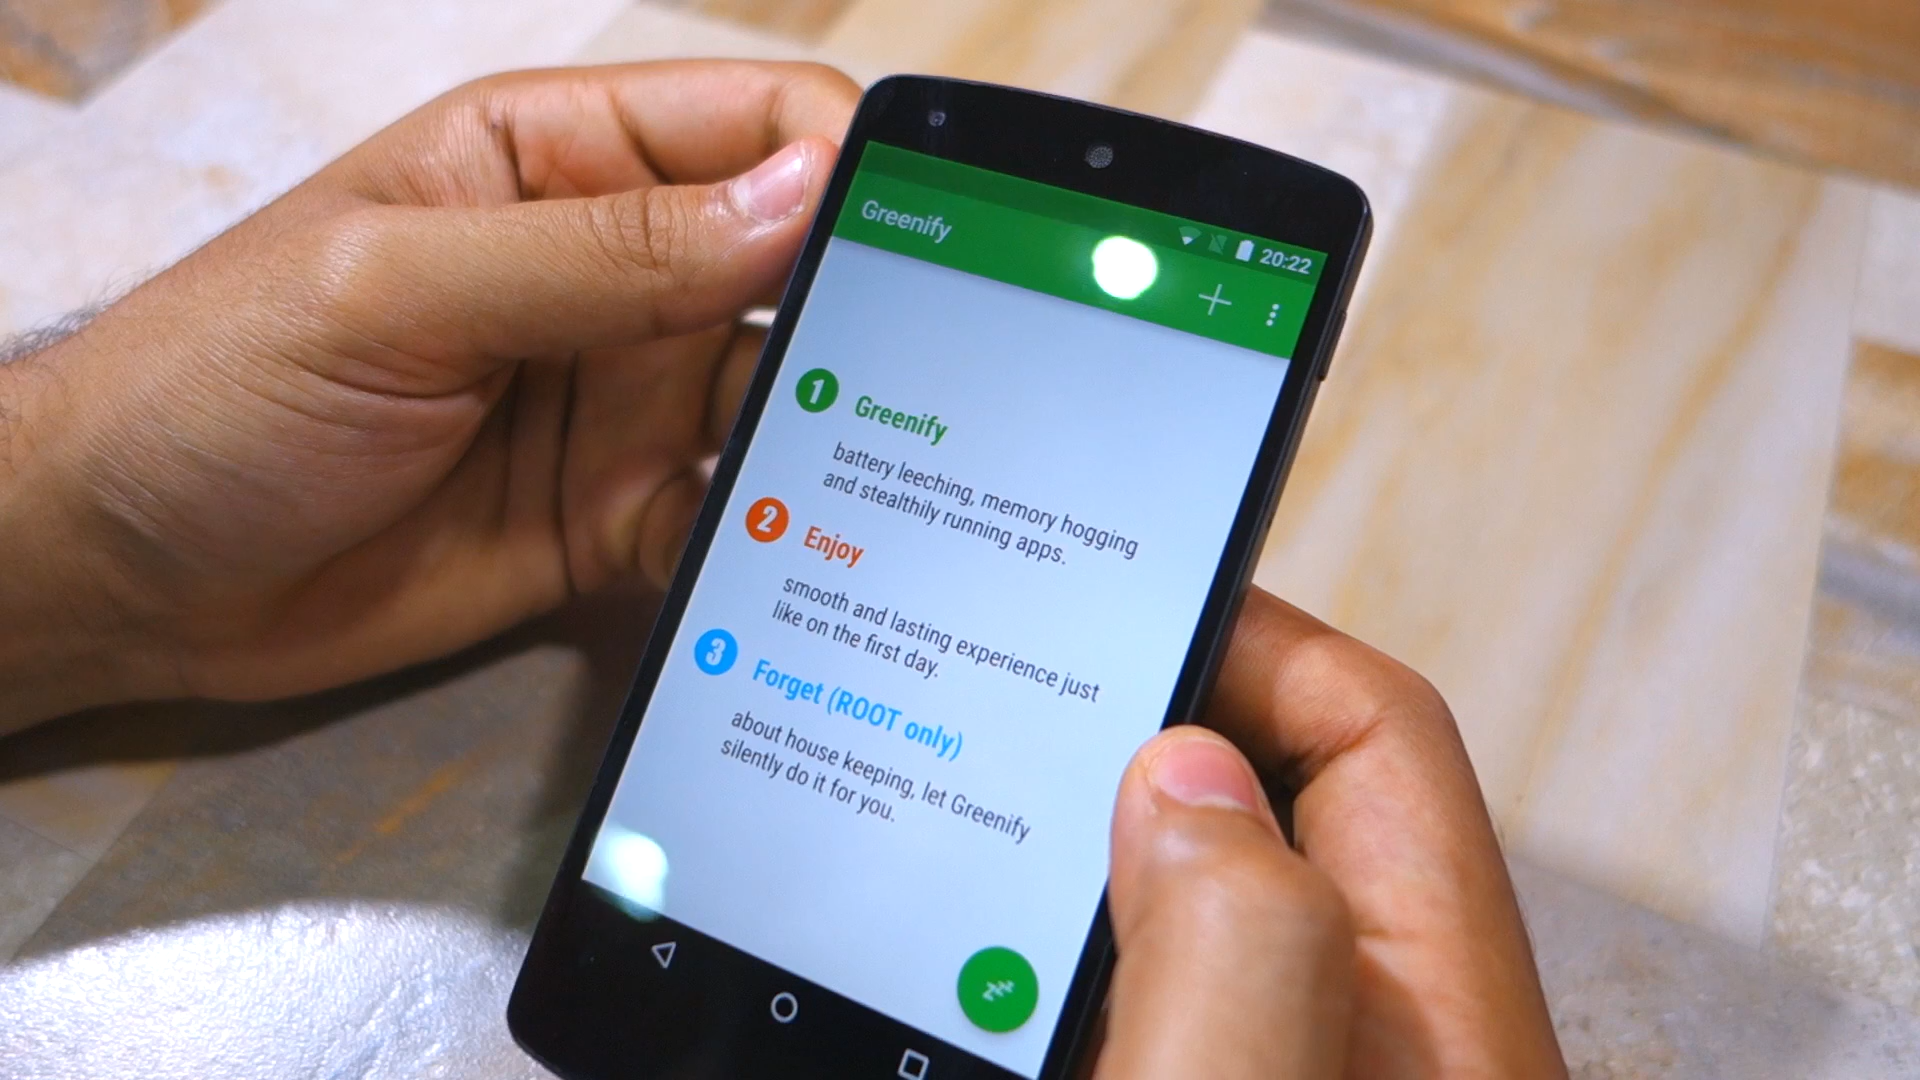 20:22
Greenify
1 Greenify
battery leeching, memory hogging
and stealthily running apps.
2 Enjoy
smooth and lasting experience just
like on the first day.
3 Forget (ROOT only)
about house keeping, let Greenify
silently do it for you.
zzz